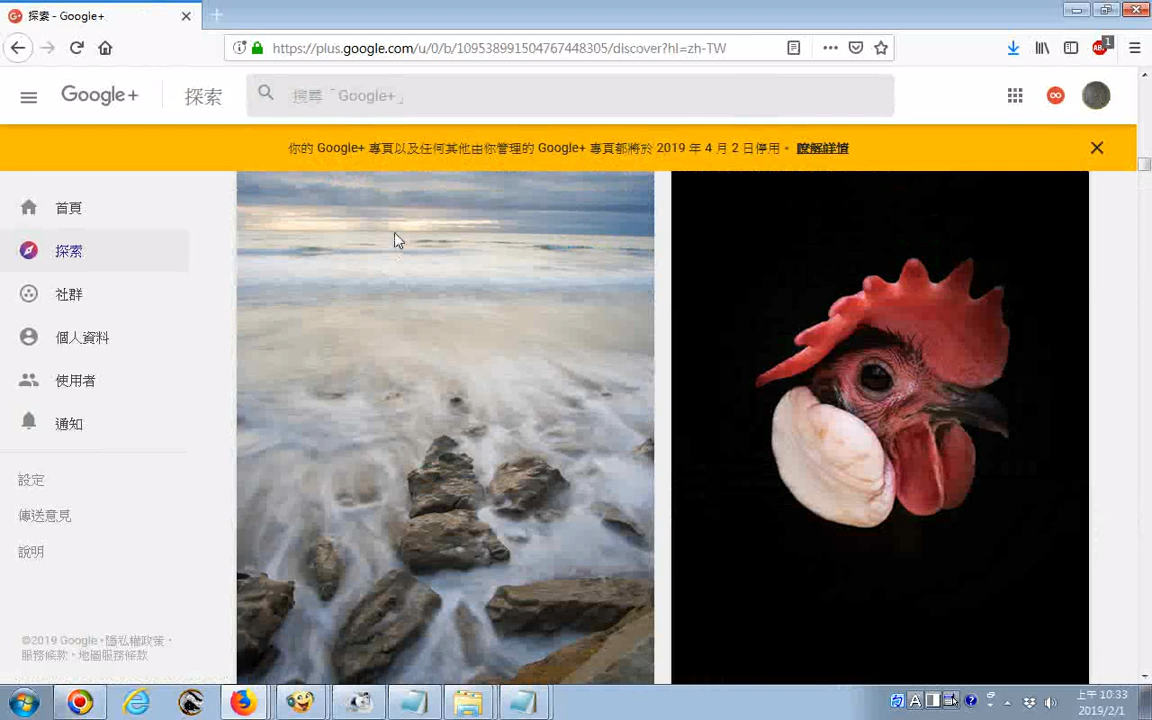 探索 - Google+
https://plus.google.com/u/0/b/109538991504767448305/discover?hl=zh-TW
1
Google+
探索
搜尋「Google+」
你的 Google+ 專頁以及任何其他由你管理的 Google+ 專頁都將於 2019 年 4 月 2 日停用。 瞭解詳情
首頁
探索
社群
個人資料
使用者
通知
設定
傳送意見
說明
©2019 Google・隱私權政策・
服務條款・地圖服務條款
上午 10:33
2019/2/1